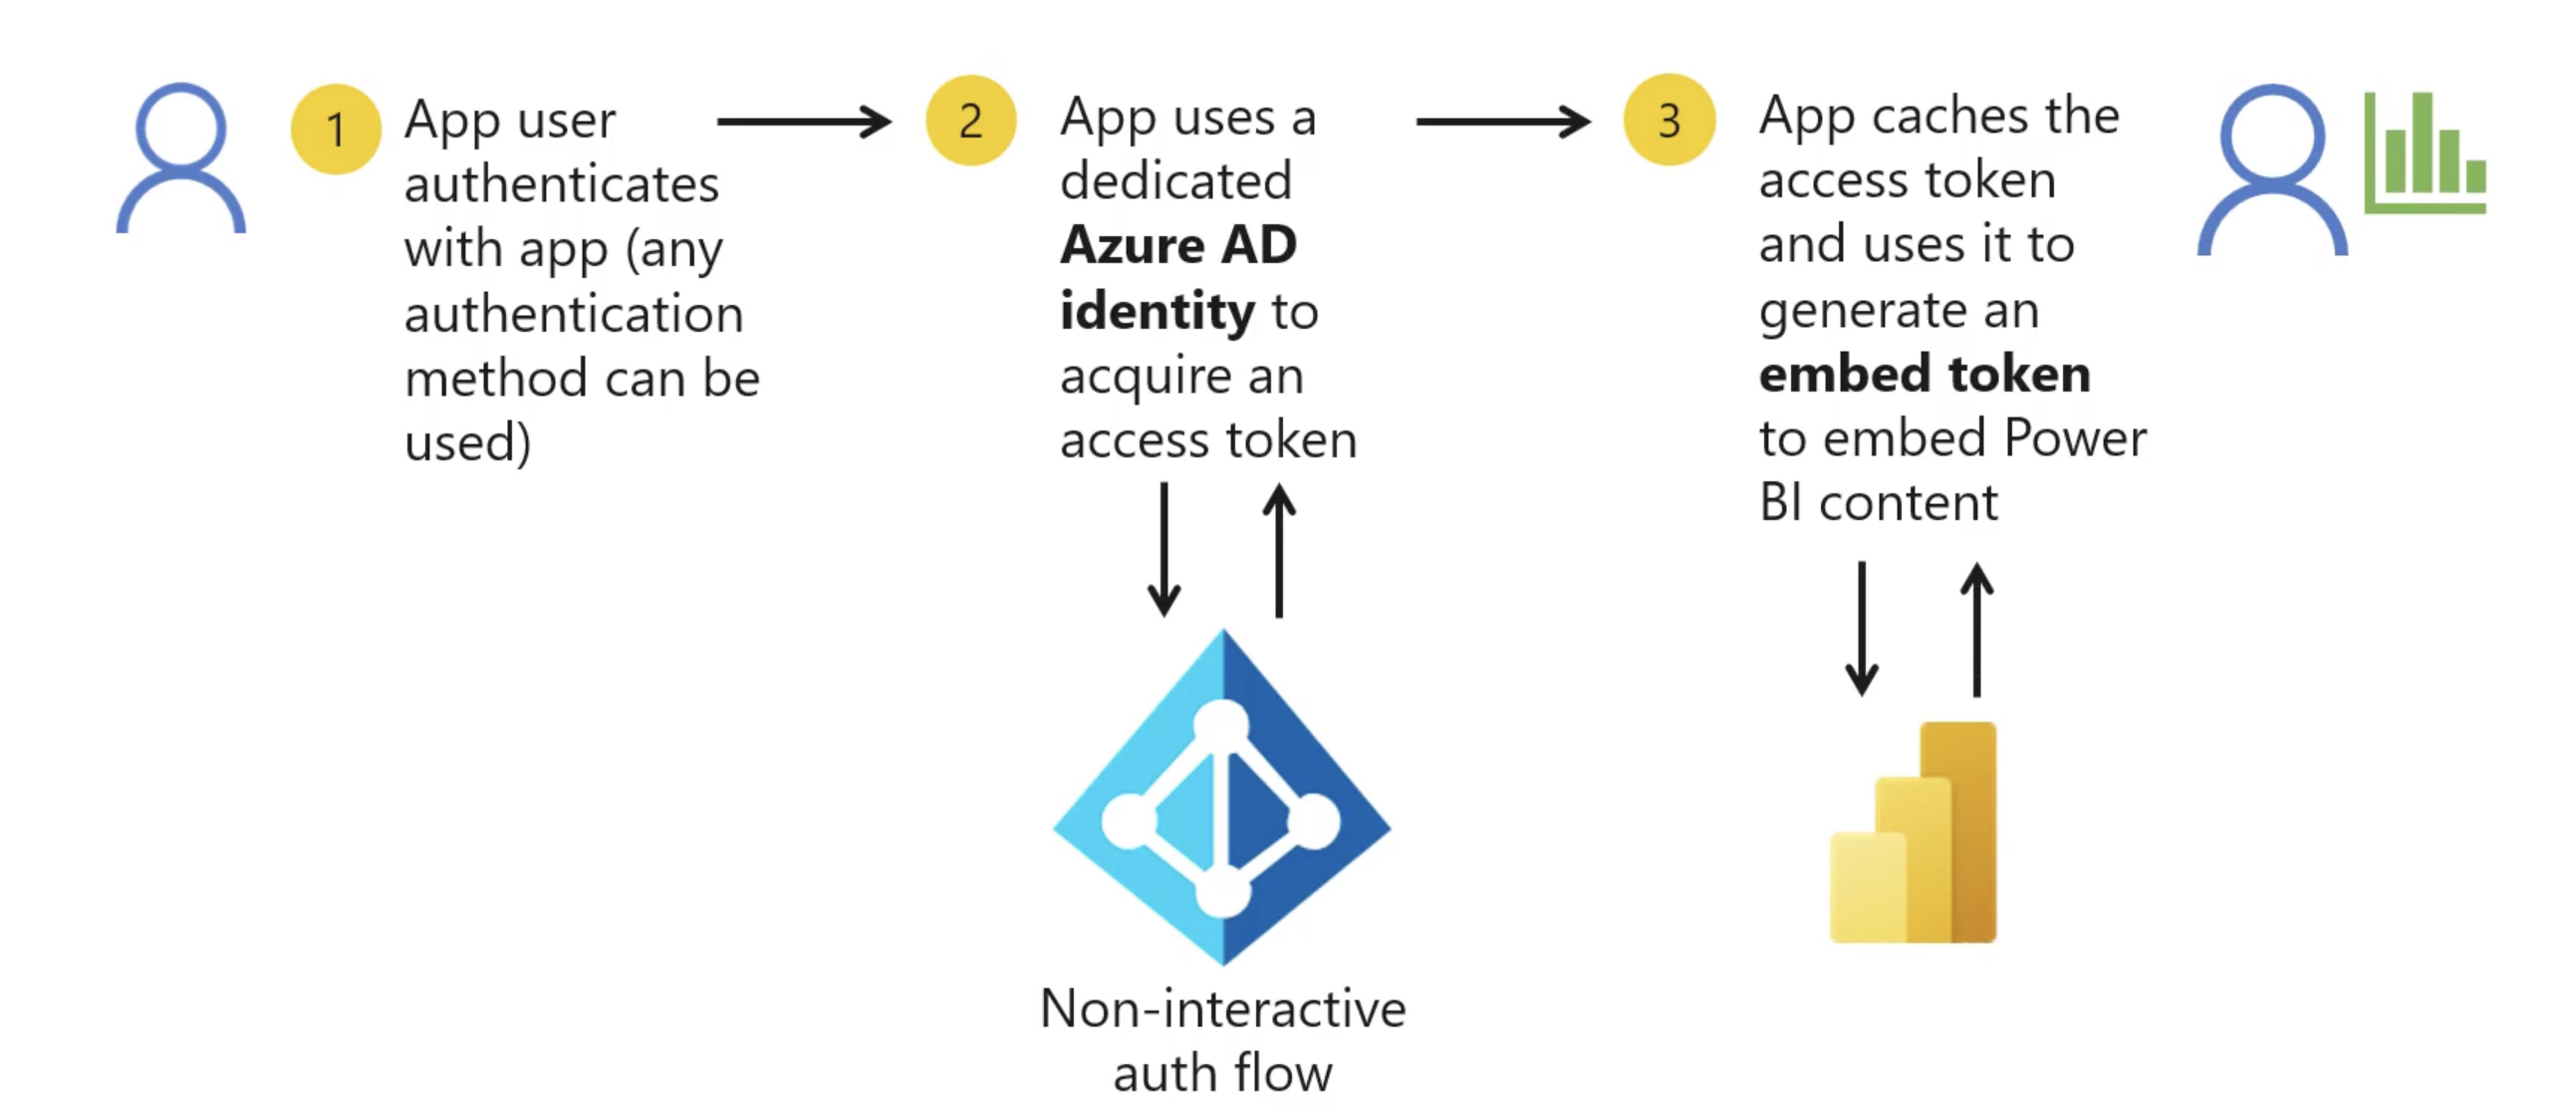 1
App user
authenticates
with app (any
authentication
method can be
used)
2
App uses a
dedicated
Azure AD
identity to
acquire an
access token
Non-interactive
auth flow
3
App caches the
access token
and uses it to
generate an
embed token
to embed Power
BI content